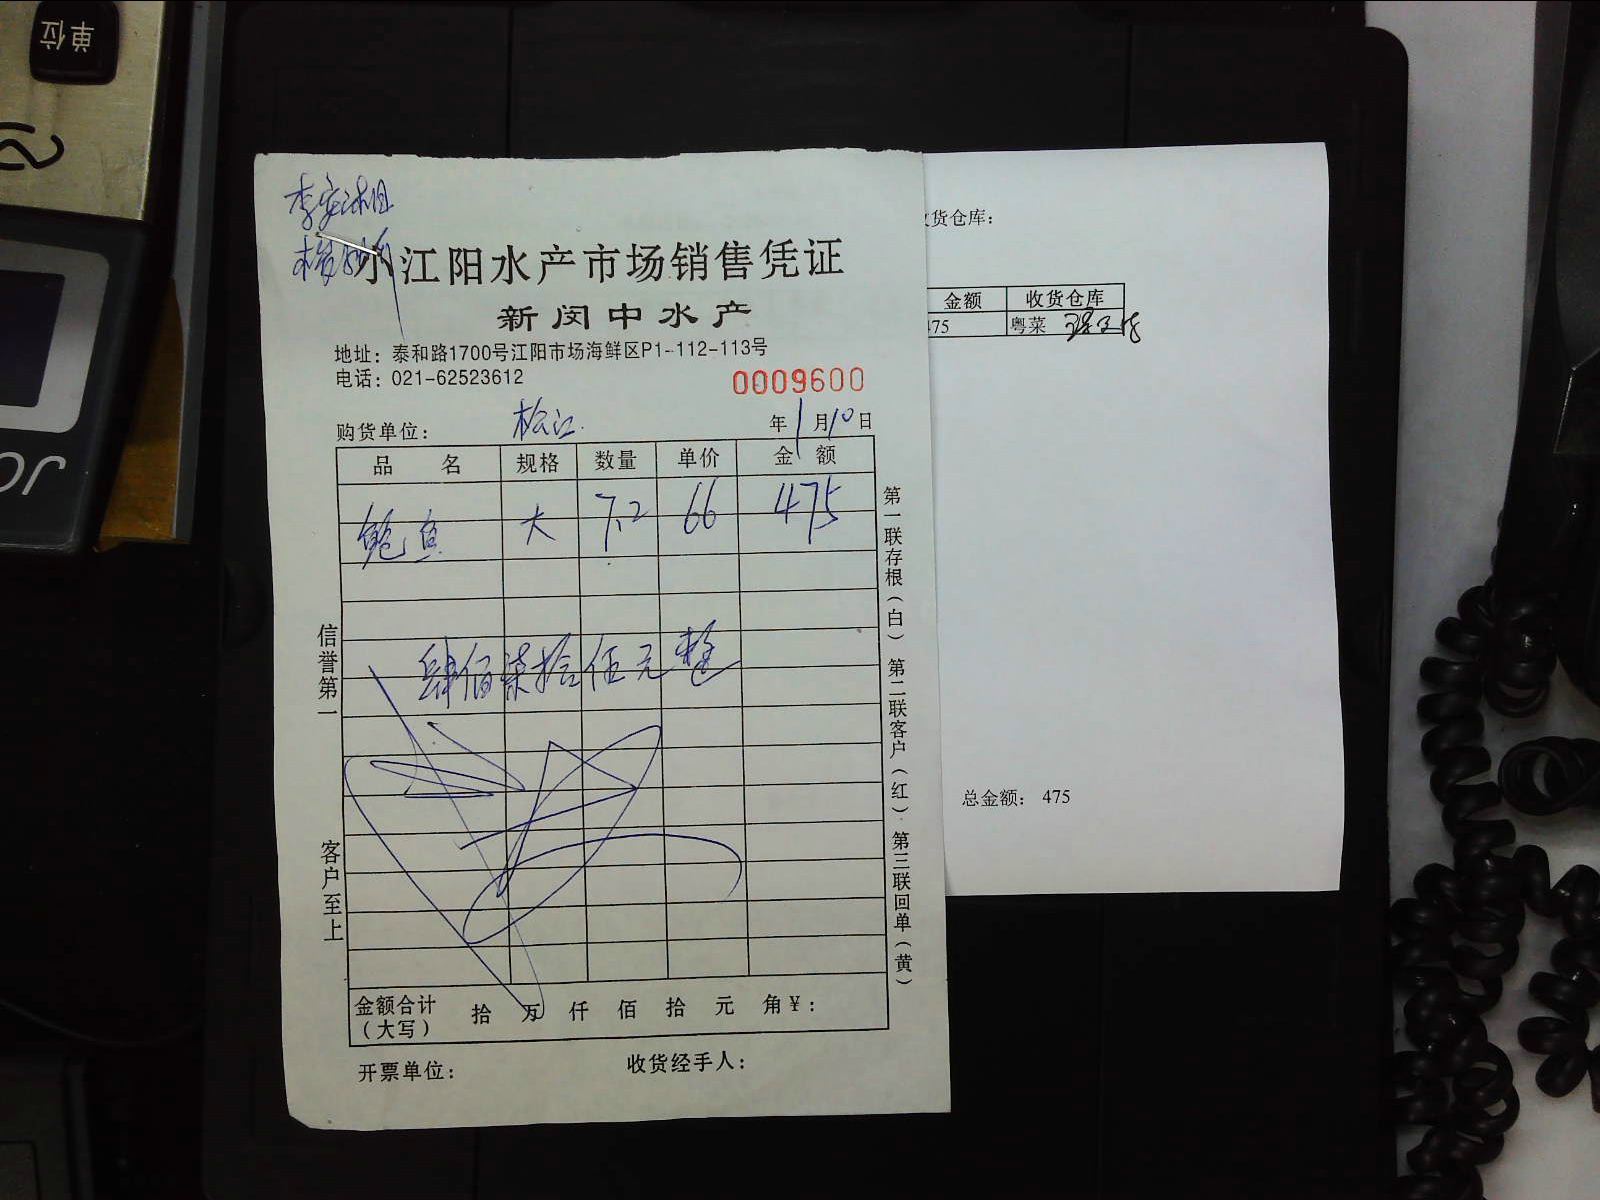 单位
小江阳水产市场销售凭证
新闵中水产
地址：泰和路1700号江阳市场海鲜区P1-112-113号
电话：021-62523612
0009600
购货单位： 松江 年 1 月 10 日
品 名 规格 数量 单价 金 额
鲍鱼 大 7.2 66 475
肆佰柒拾伍元整
金额合计（大写） 拾 万 仟 佰 拾 元 角 ¥：
开票单位： 收货经手人：
信誉第一
客户至上
第一联存根（白） 第二联客户（红） 第三联回单（黄）
货仓库：
金额 收货仓库
475 粤菜
总金额： 475